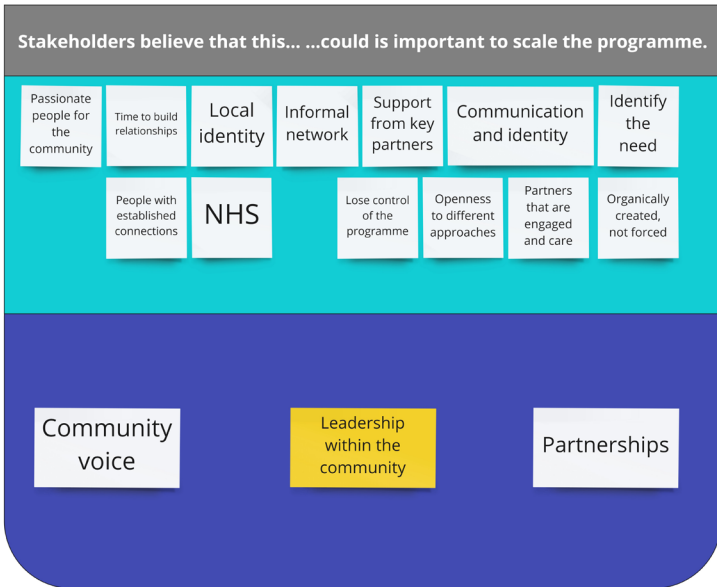 Stakeholders believe that this... ...could is important to scale the programme.
Passionate
people for
the
community
Time to build
relationships
Local
identity
Informal
network
Support
from key
partners
Communication
and identity
Identify
the
need
People with
established
connections
NHS
Lose control
of the
programme
Openness
to different
approaches
Partners
that are
engaged
and care
Organically
created,
not forced
Community
voice
Leadership
within the
community
Partnerships